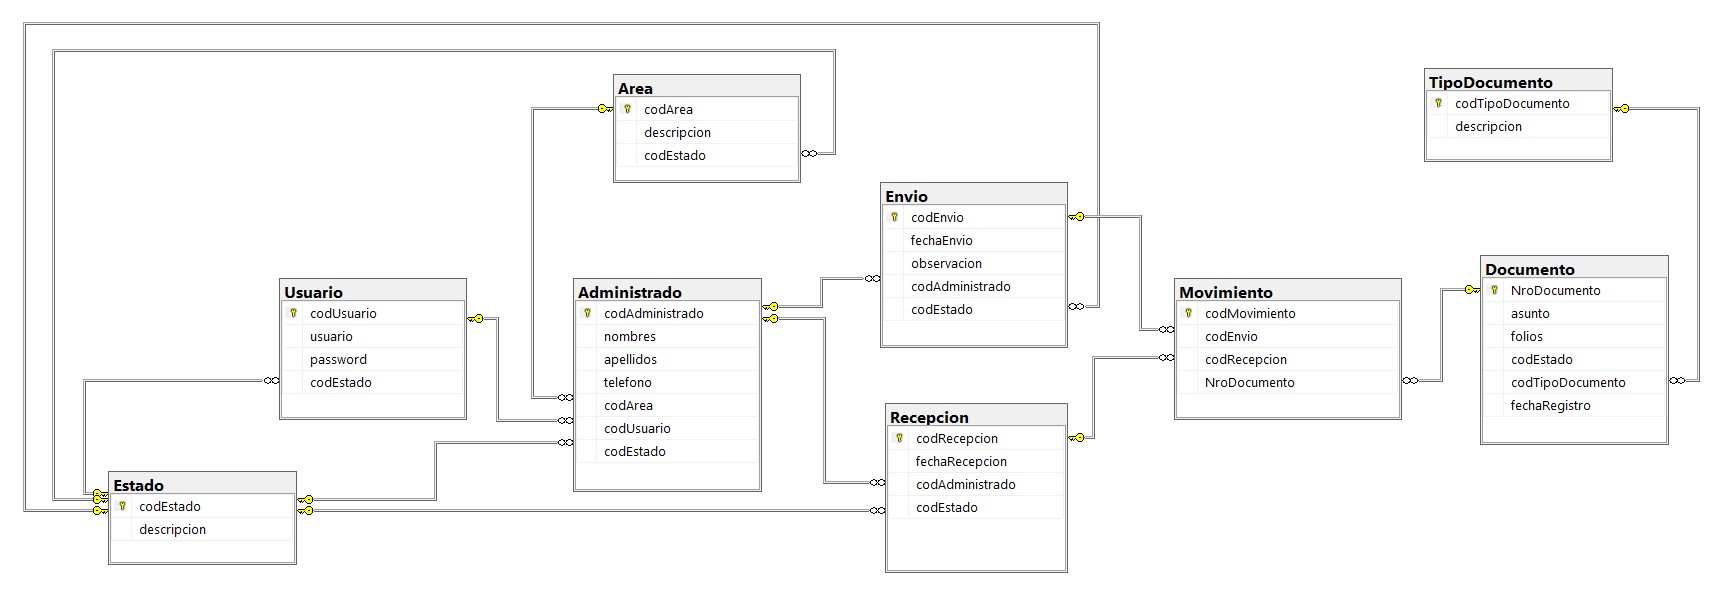 Area
codArea
descripcion
codEstado
TipoDocumento
codTipoDocumento
descripcion
Envio
codEnvio
fechaEnvio
observacion
codAdministrado
codEstado
Usuario
codUsuario
usuario
password
codEstado
Administrado
codAdministrado
nombres
apellidos
telefono
codArea
codUsuario
codEstado
Movimiento
codMovimiento
codEnvio
codRecepcion
NroDocumento
Documento
NroDocumento
asunto
folios
codEstado
codTipoDocumento
fechaRegistro
Recepcion
codRecepcion
fechaRecepcion
codAdministrado
codEstado
Estado
codEstado
descripcion